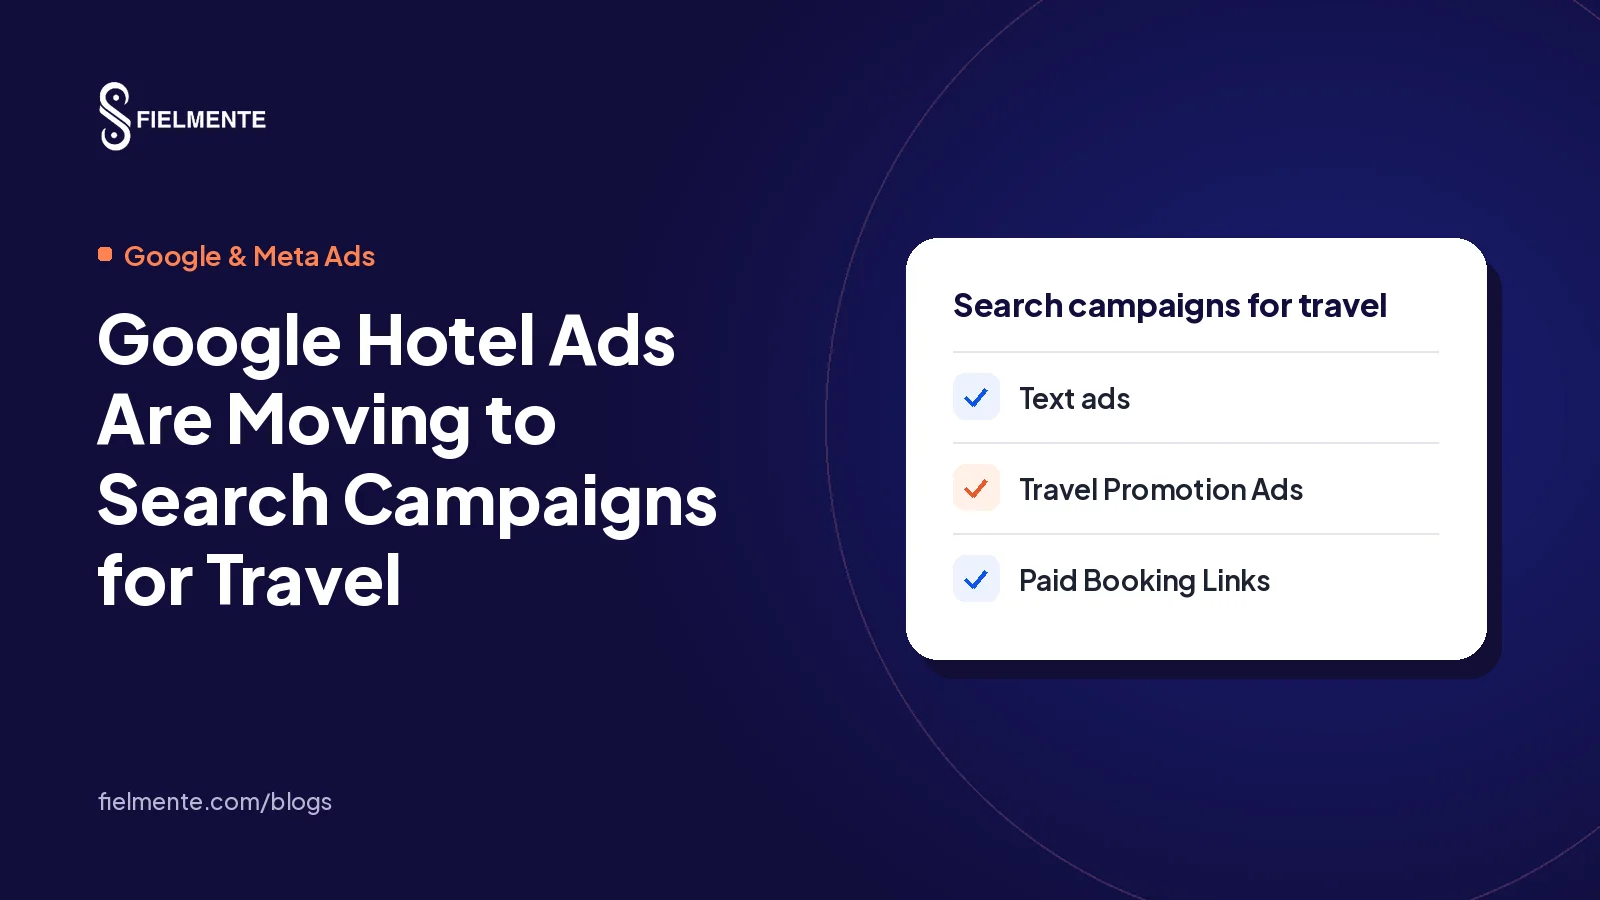 FIELMENTE
Google & Meta Ads
Google Hotel Ads
Are Moving to
Search Campaigns
for Travel
fielmente.com/blogs
Search campaigns for travel
Text ads
Travel Promotion Ads
Paid Booking Links